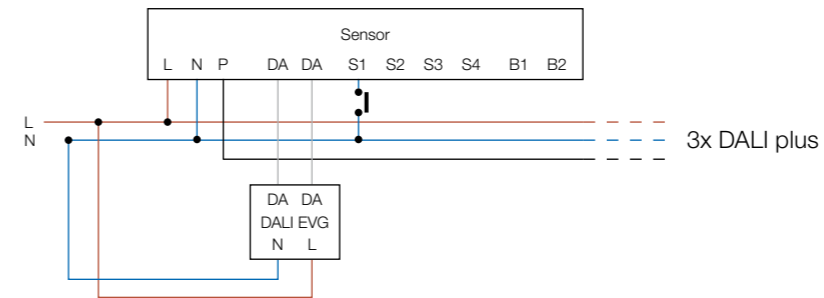 Sensor
L N P DA DA S1 S2 S3 S4 B1 B2
L
N
3x DALI plus
DA DA
DALI EVG
N L